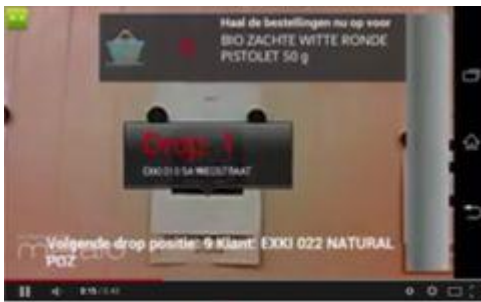 Haal de bestellingen nu op voor
BIO ZACHTE WITTE RONDE
PISTOLET 50 g
Drop: 1
Volgende drop positie: 9 Klant: EXKI 022 NATURAL
POZ